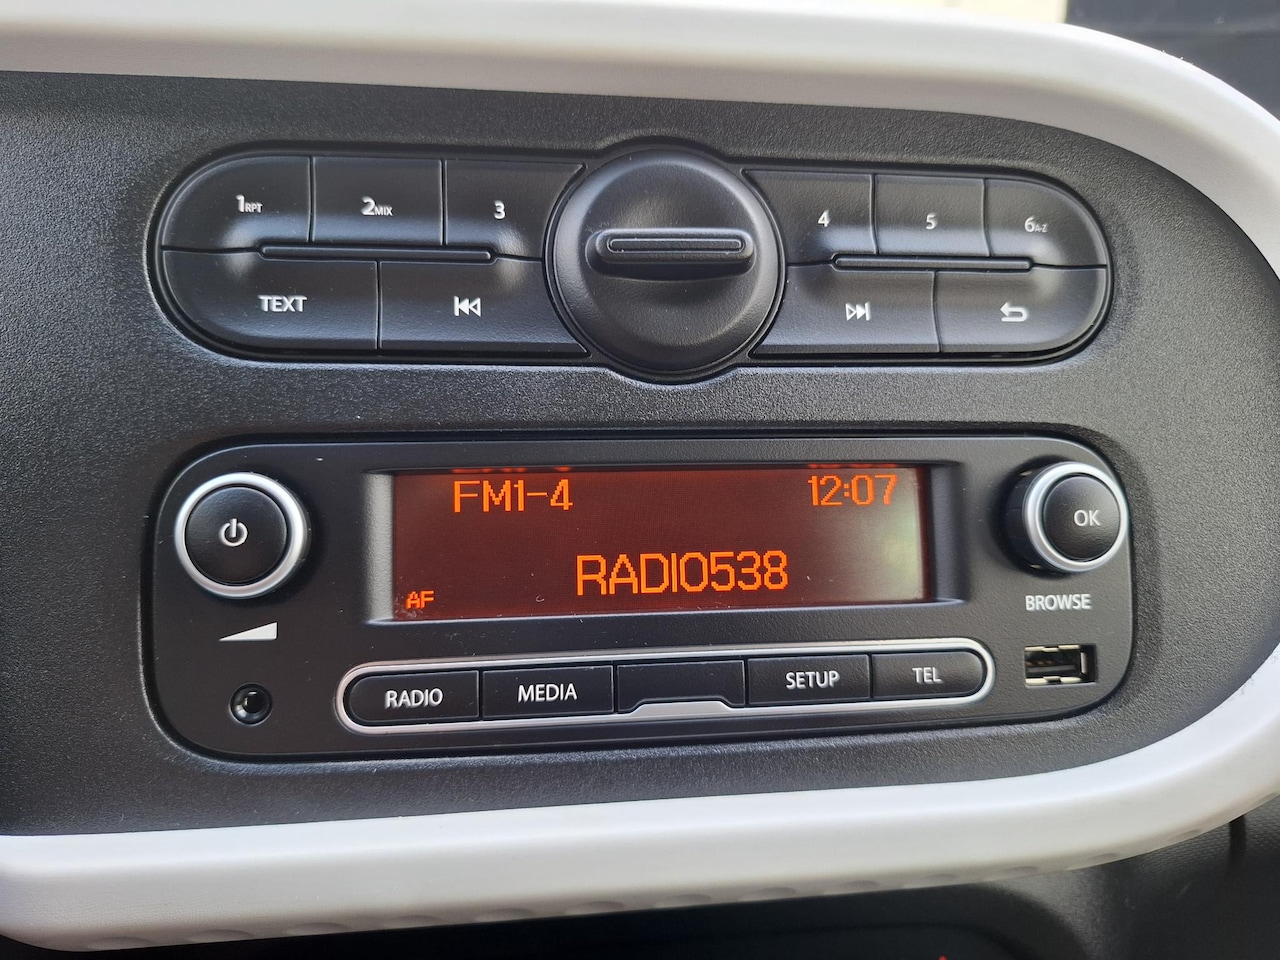 1RPT 2MIX 3 4 5 6A-Z
TEXT
FM1-4 12:07
OK
RADIO538
AF
BROWSE
RADIO MEDIA SETUP TEL